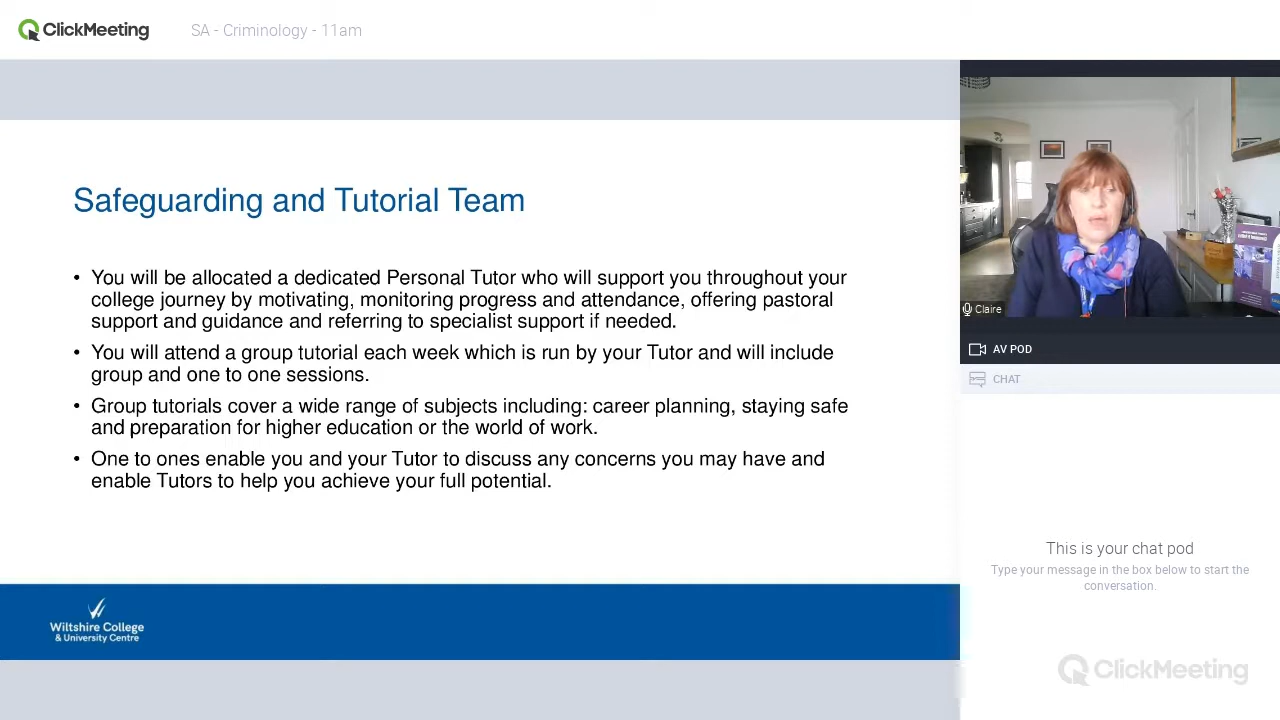 ClickMeeting
SA - Criminology - 11am
Safeguarding and Tutorial Team
• You will be allocated a dedicated Personal Tutor who will support you throughout your
college journey by motivating, monitoring progress and attendance, offering pastoral
support and guidance and referring to specialist support if needed.
• You will attend a group tutorial each week which is run by your Tutor and will include
group and one to one sessions.
• Group tutorials cover a wide range of subjects including: career planning, staying safe
and preparation for higher education or the world of work.
• One to ones enable you and your Tutor to discuss any concerns you may have and
enable Tutors to help you achieve your full potential.
Wiltshire College
& University Centre
Claire
AV POD
CHAT
This is your chat pod
Type your message in the box below to start the
conversation.
ClickMeeting